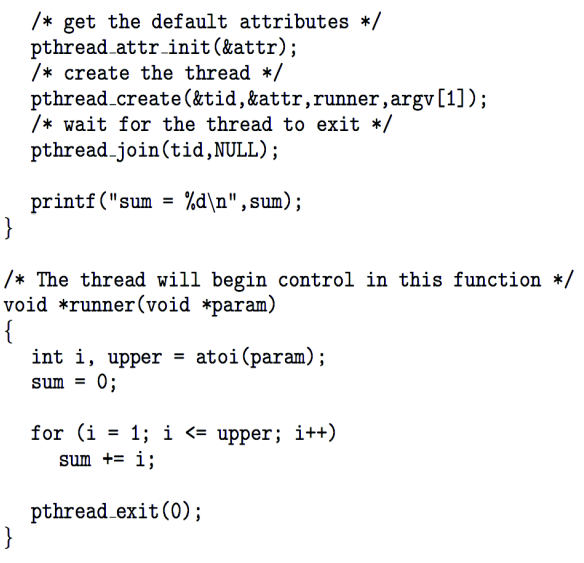 /* get the default attributes */
pthread_attr_init(&attr);
/* create the thread */
pthread_create(&tid,&attr,runner,argv[1]);
/* wait for the thread to exit */
pthread_join(tid,NULL);
printf("sum = %d\n",sum);
}
/* The thread will begin control in this function */
void *runner(void *param)
{
int i, upper = atoi(param);
sum = 0;
for (i = 1; i <= upper; i++)
sum += i;
pthread_exit(0);
}